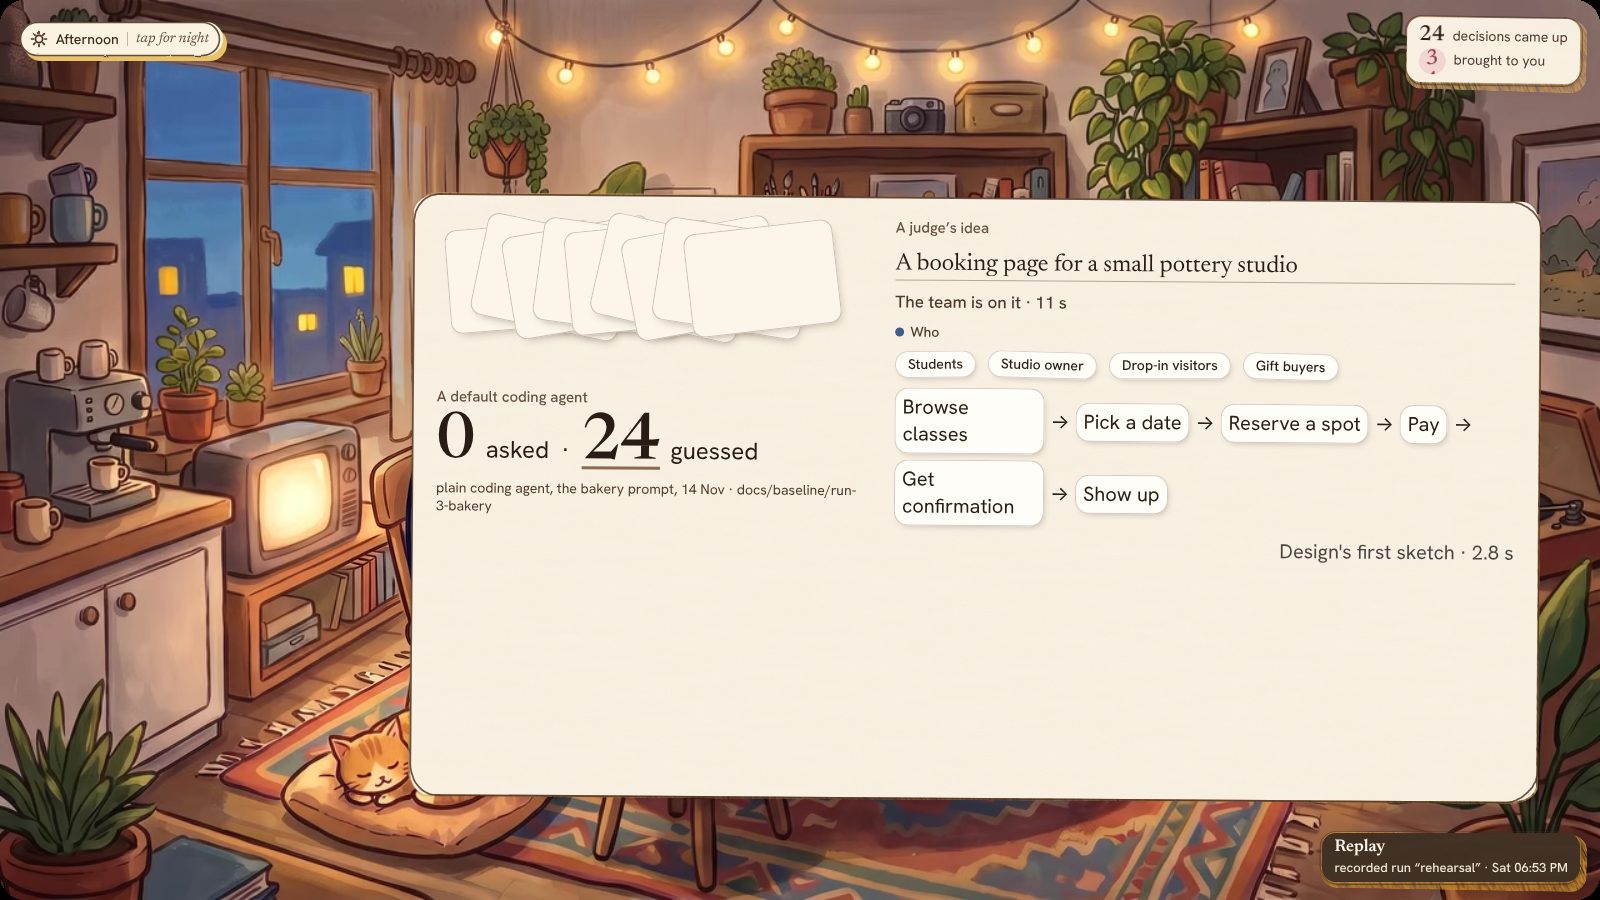 Afternoon | tap for night
24 decisions came up
3 brought to you
A judge's idea
A booking page for a small pottery studio
The team is on it · 11 s
Who
Students
Studio owner
Drop-in visitors
Gift buyers
Browse
classes
→ Pick a date → Reserve a spot → Pay →
Get
confirmation
→ Show up
Design's first sketch · 2.8 s
A default coding agent
0 asked · 24 guessed
plain coding agent, the bakery prompt, 14 Nov · docs/baseline/run-
3-bakery
Replay
recorded run “rehearsal” · Sat 06:53 PM